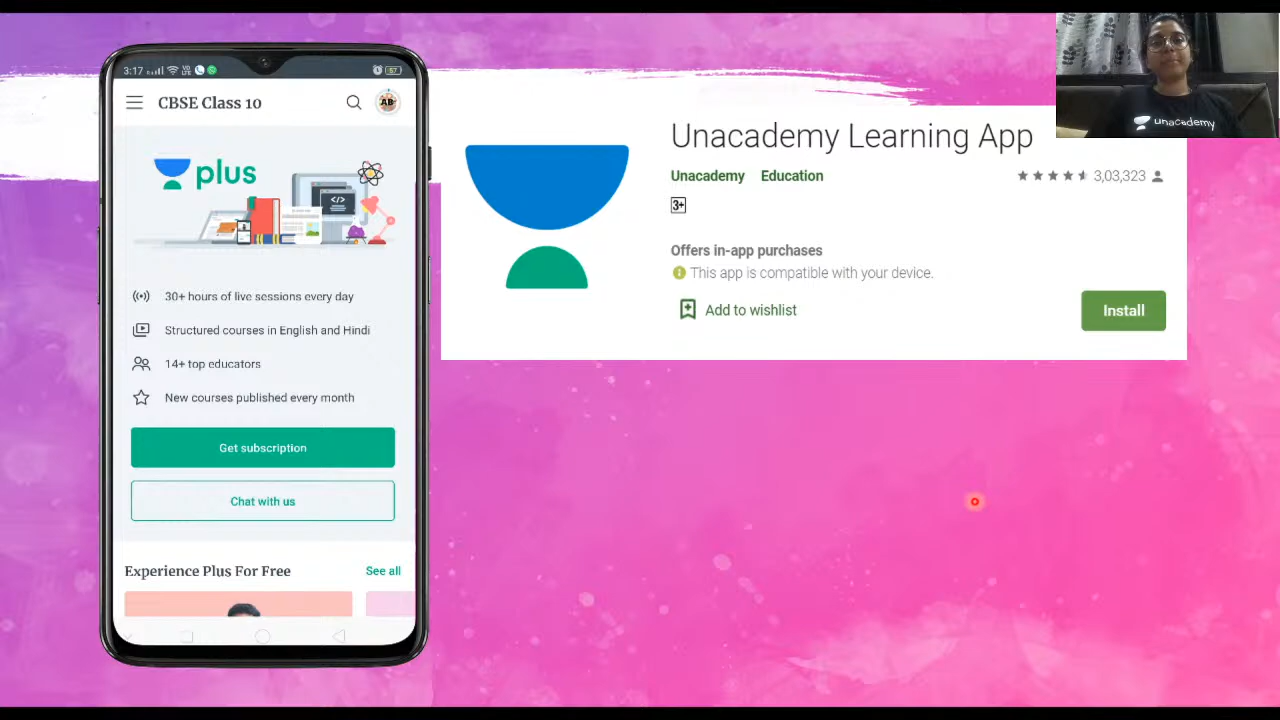 3:17
57
CBSE Class 10
AB
plus
</>
30+ hours of live sessions every day
Structured courses in English and Hindi
14+ top educators
New courses published every month
Get subscription
Chat with us
Experience Plus For Free
See all
Unacademy Learning App
Unacademy Education
3,03,323
3+
Offers in-app purchases
This app is compatible with your device.
Add to wishlist
Install
unacademy